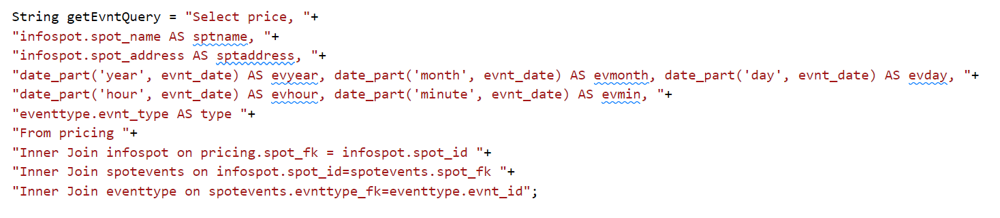 String getEvntQuery = "Select price, "+
"infospot.spot_name AS sptname, "+
"infospot.spot_address AS sptaddress, "+
"date_part('year', evnt_date) AS evyear, date_part('month', evnt_date) AS evmonth, date_part('day', evnt_date) AS evday, "+
"date_part('hour', evnt_date) AS evhour, date_part('minute', evnt_date) AS evmin, "+
"eventtype.evnt_type AS type "+
"From pricing "+
"Inner Join infospot on pricing.spot_fk = infospot.spot_id "+
"Inner Join spotevents on infospot.spot_id=spotevents.spot_fk "+
"Inner Join eventtype on spotevents.evnttype_fk=eventtype.evnt_id";